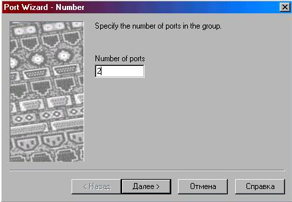 Port Wizard - Number
Specify the number of ports in the group.
Number of ports
2
< Назад
Далее >
Отмена
Справка